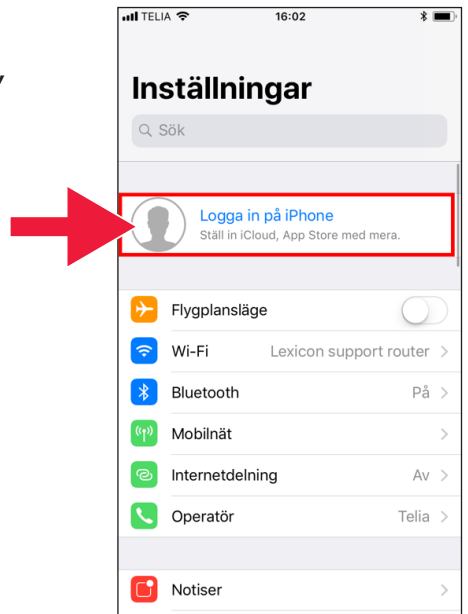 TELIA 16:02
Inställningar
Sök
Logga in på iPhone
Ställ in iCloud, App Store med mera.
Flygplansläge
Wi-Fi Lexicon support router
Bluetooth På
Mobilnät
Internetdelning Av
Operatör Telia
Notiser